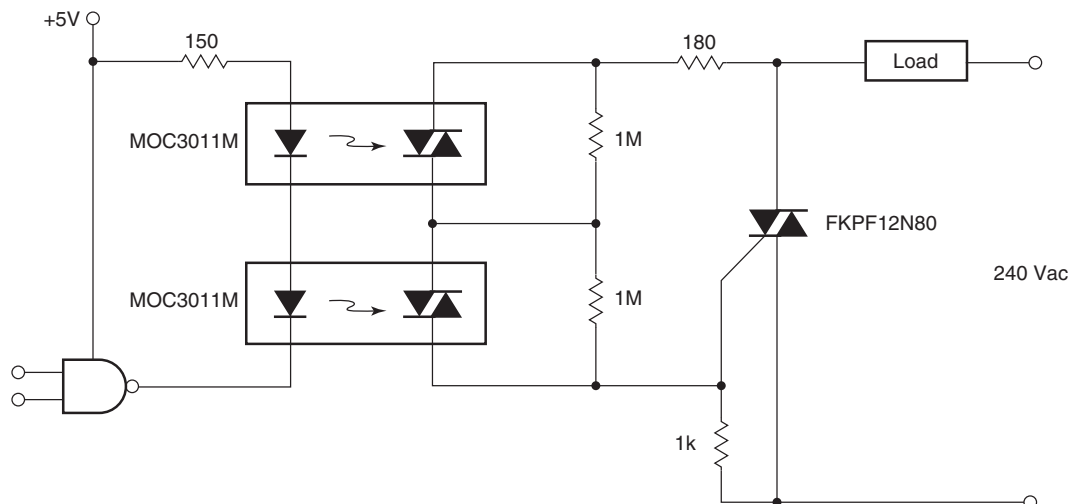 +5V
150
180
Load
MOC3011M
1M
FKPF12N80
240 Vac
MOC3011M
1M
1k